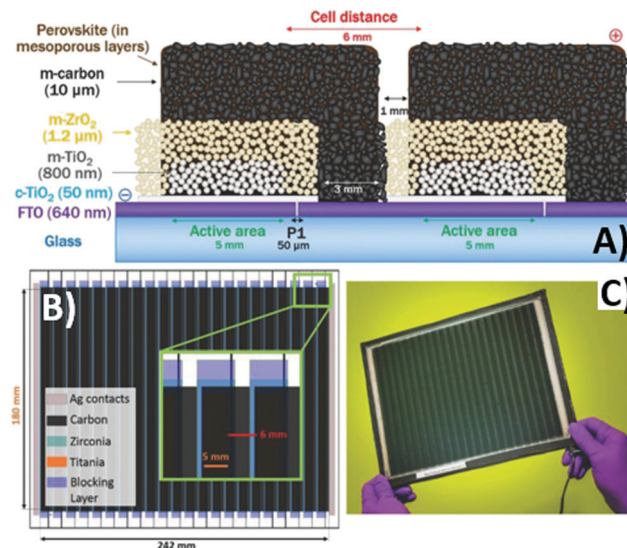 Cell distance
6 mm
Perovskite (in
mesoporous layers)
m-carbon
(10 µm)
1 mm
m-ZrO2
(1.2 µm)
m-TiO2
(800 nm)
3 mm
c-TiO2 (50 nm)
FTO (640 nm)
Glass
Active area
5 mm
P1
50 µm
Active area
5 mm
A)
B)
180 mm
Ag contacts
Carbon
Zirconia
Titania
Blocking
Layer
6 mm
5 mm
242 mm
C)